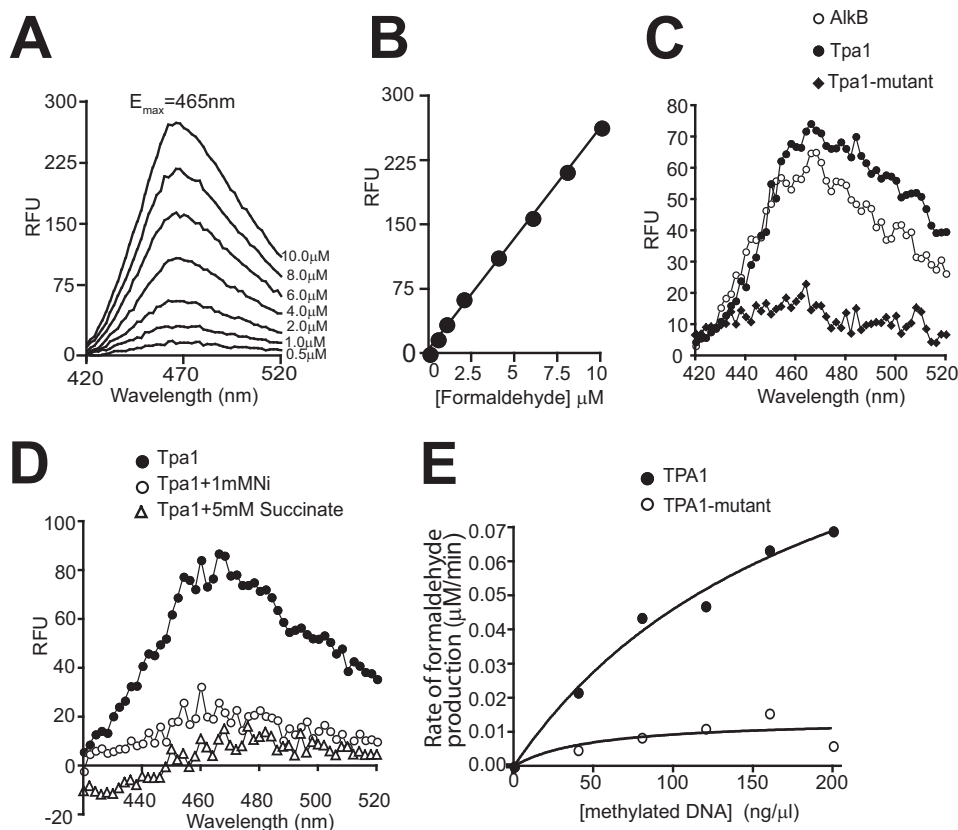 A
300
225
150
75
0
RFU
E max =465nm
10.0μM
8.0μM
6.0μM
4.0μM
2.0μM
1.0μM
0.5μM
420 470 520
Wavelength (nm)
B
300
225
150
75
0
RFU
0 2.5 5 7.5 10
[Formaldehyde] μM
C
AlkB
Tpa1
Tpa1-mutant
80
70
60
50
40
30
20
10
0
RFU
420 440 460 480 500 520
Wavelength (nm)
D
Tpa1
Tpa1+1mMNi
Tpa1+5mM Succinate
100
80
60
40
20
0
-20
RFU
440 460 480 500 520
Wavelength (nm)
E
TPA1
TPA1-mutant
Rate of formaldehyde
production (μM/min)
0.07
0.06
0.05
0.04
0.03
0.02
0.01
0.00
0 50 100 150 200
[methylated DNA] (ng/μl)